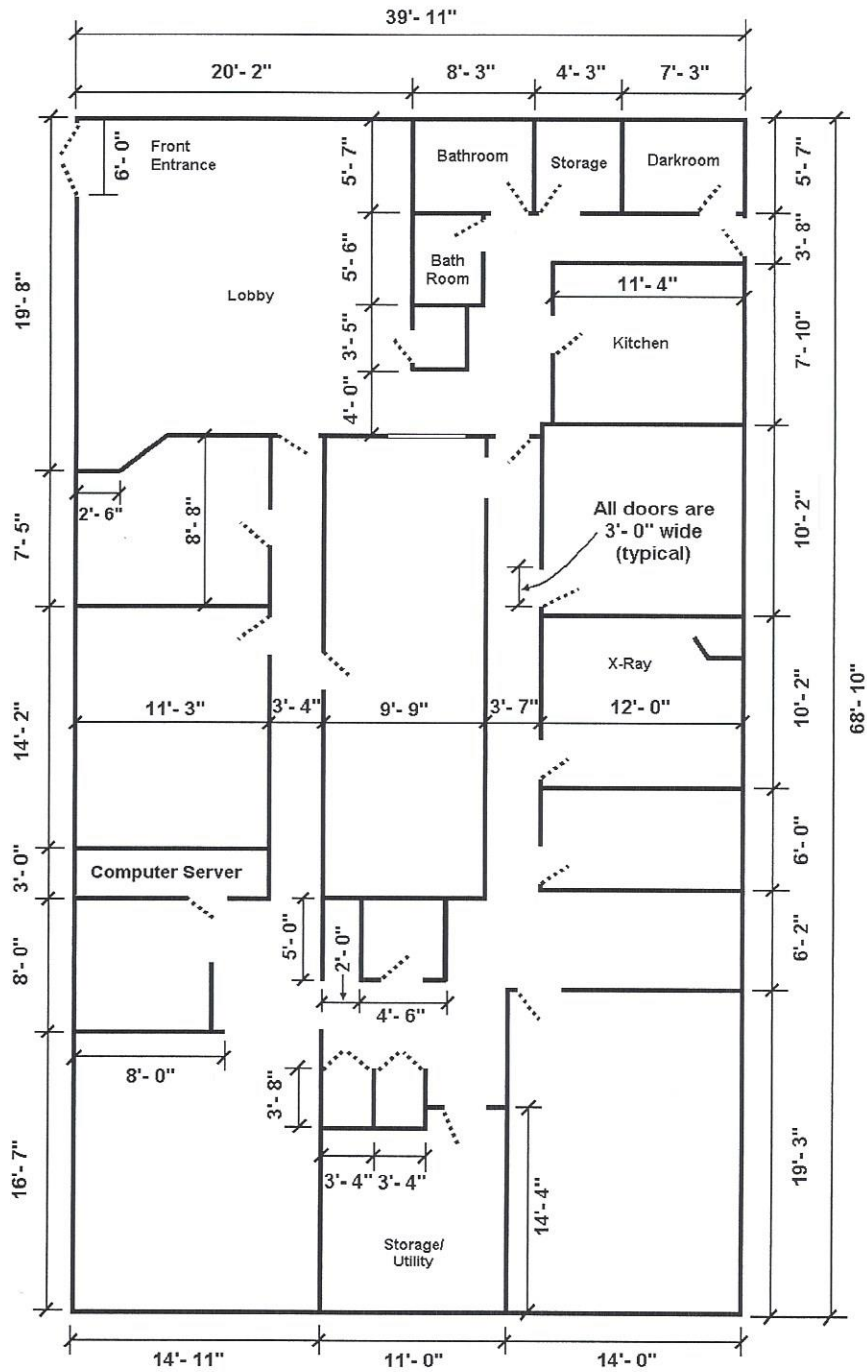 39'- 11"
20'- 2"
8'- 3"
4'- 3"
7'- 3"
Front
Entrance
6'- 0"
5'- 7"
Bathroom
Storage
Darkroom
5'- 7"
3'- 8"
5'- 6"
Bath
Room
11'- 4"
19'- 8"
Lobby
3'- 5"
Kitchen
7'- 10"
4'- 0"
2'- 6"
8'- 8"
7'- 5"
All doors are
3'- 0" wide
(typical)
10'- 2"
X-Ray
11'- 3"
3'- 4"
9'- 9"
3'- 7"
12'- 0"
10'- 2"
68'- 10"
14'- 2"
3'- 0"
Computer Server
6'- 0"
8'- 0"
5'- 0"
2'- 0"
4'- 6"
6'- 2"
8'- 0"
3'- 8"
3'- 4"
3'- 4"
16'- 7"
14'- 4"
19'- 3"
Storage/
Utility
14'- 11"
11'- 0"
14'- 0"